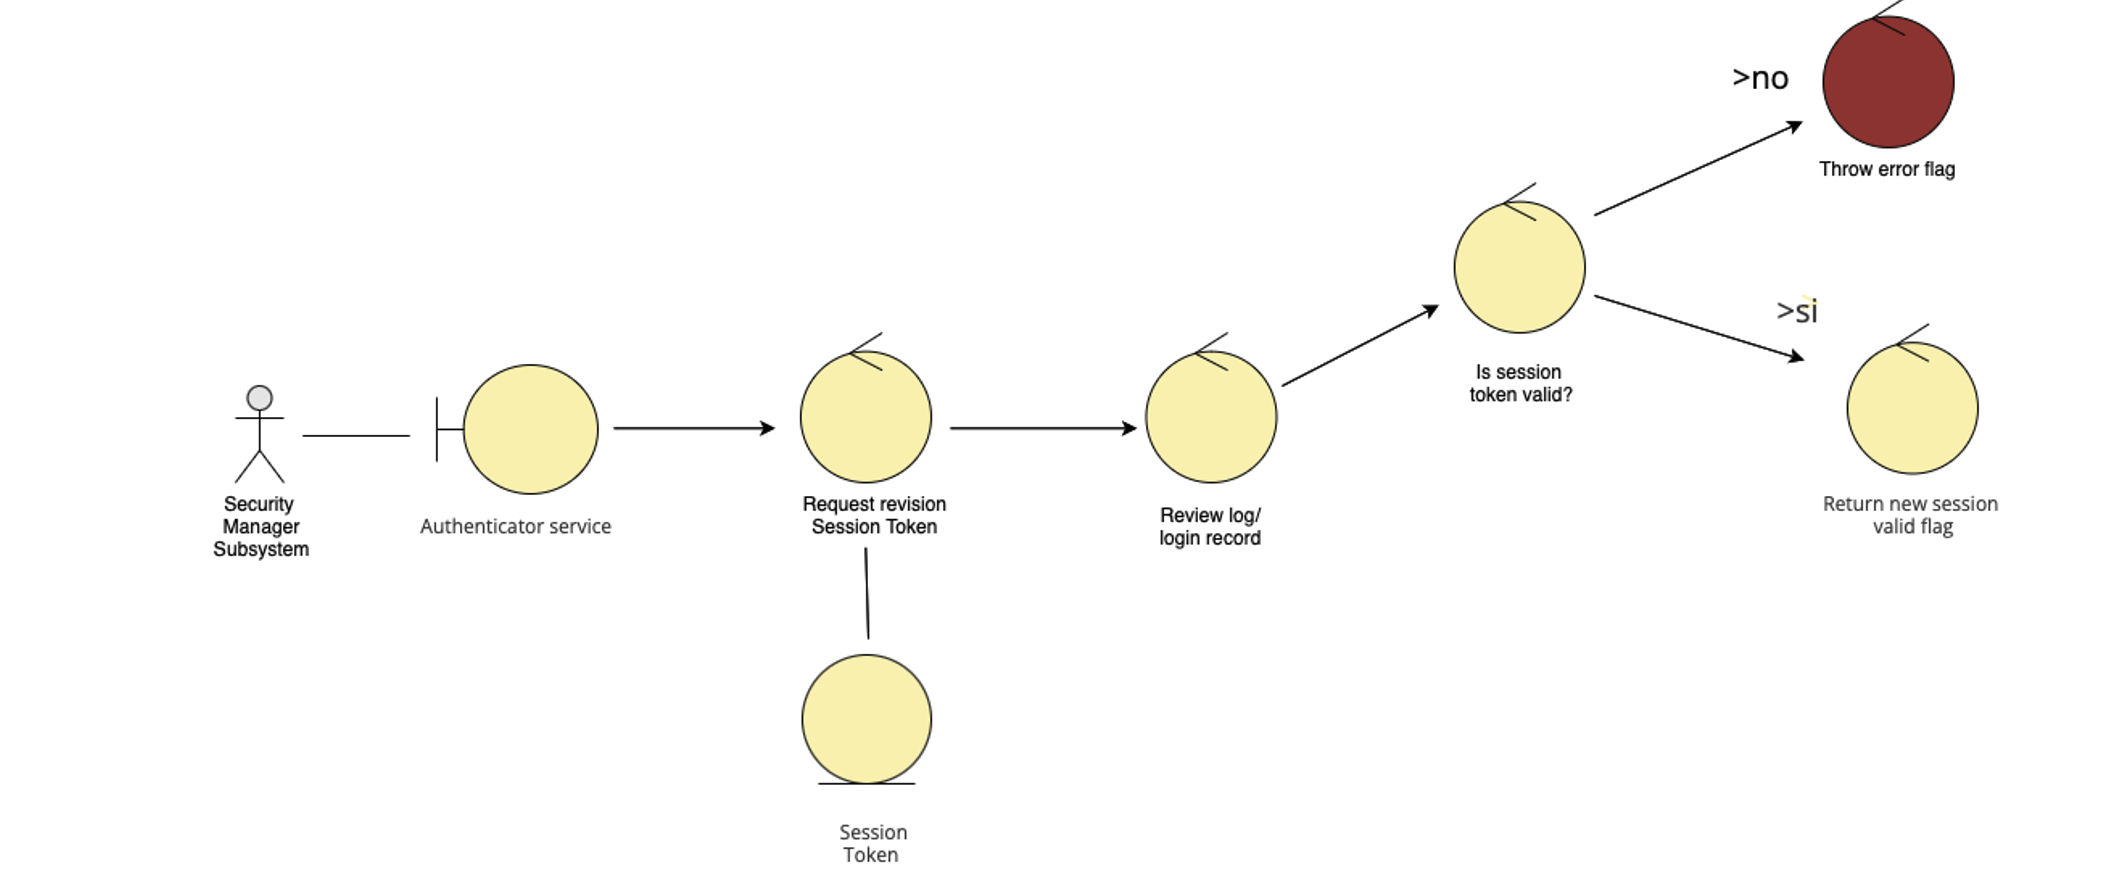 >no
Throw error flag
>si
Is session
token valid?
Security
Manager
Subsystem
Authenticator service
Request revision
Session Token
Review log/
login record
Return new session
valid flag
Session
Token